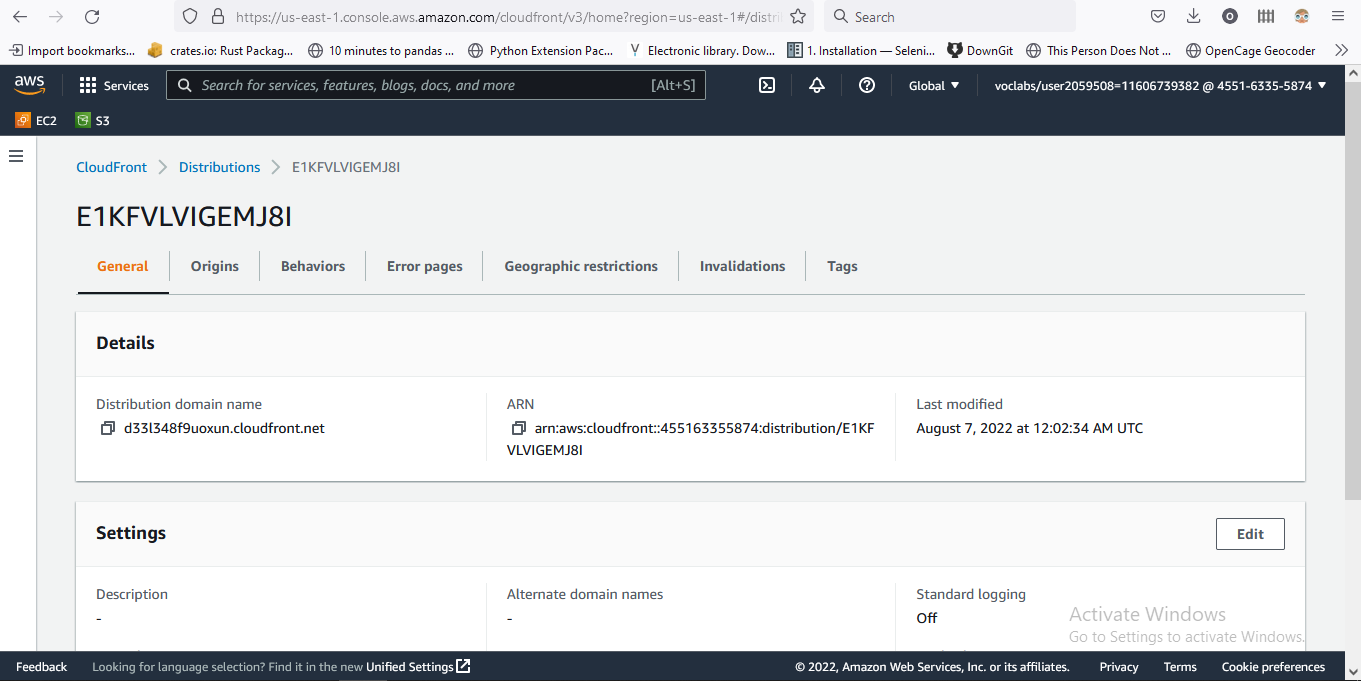 https://us-east-1.console.aws.amazon.com/cloudfront/v3/home?region=us-east-1#/distri
Search
Import bookmarks...
crates.io: Rust Packag...
10 minutes to pandas ...
Python Extension Pac...
Electronic library. Dow...
1. Installation — Seleni...
DownGit
This Person Does Not ...
OpenCage Geocoder
aws
Services
Search for services, features, blogs, docs, and more
[Alt+S]
Global
voclabs/user2059508=11606739382 @ 4551-6335-5874
EC2
S3
CloudFront
Distributions
E1KFVLVIGEMJ8I
E1KFVLVIGEMJ8I
General
Origins
Behaviors
Error pages
Geographic restrictions
Invalidations
Tags
Details
Distribution domain name
d33l348f9uoxun.cloudfront.net
ARN
arn:aws:cloudfront::455163355874:distribution/E1KF
VLVIGEMJ8I
Last modified
August 7, 2022 at 12:02:34 AM UTC
Settings
Edit
Description
-
Alternate domain names
-
Standard logging
Off
Activate Windows
Go to Settings to activate Windows.
Feedback
Looking for language selection? Find it in the new Unified Settings
© 2022, Amazon Web Services, Inc. or its affiliates.
Privacy
Terms
Cookie preferences